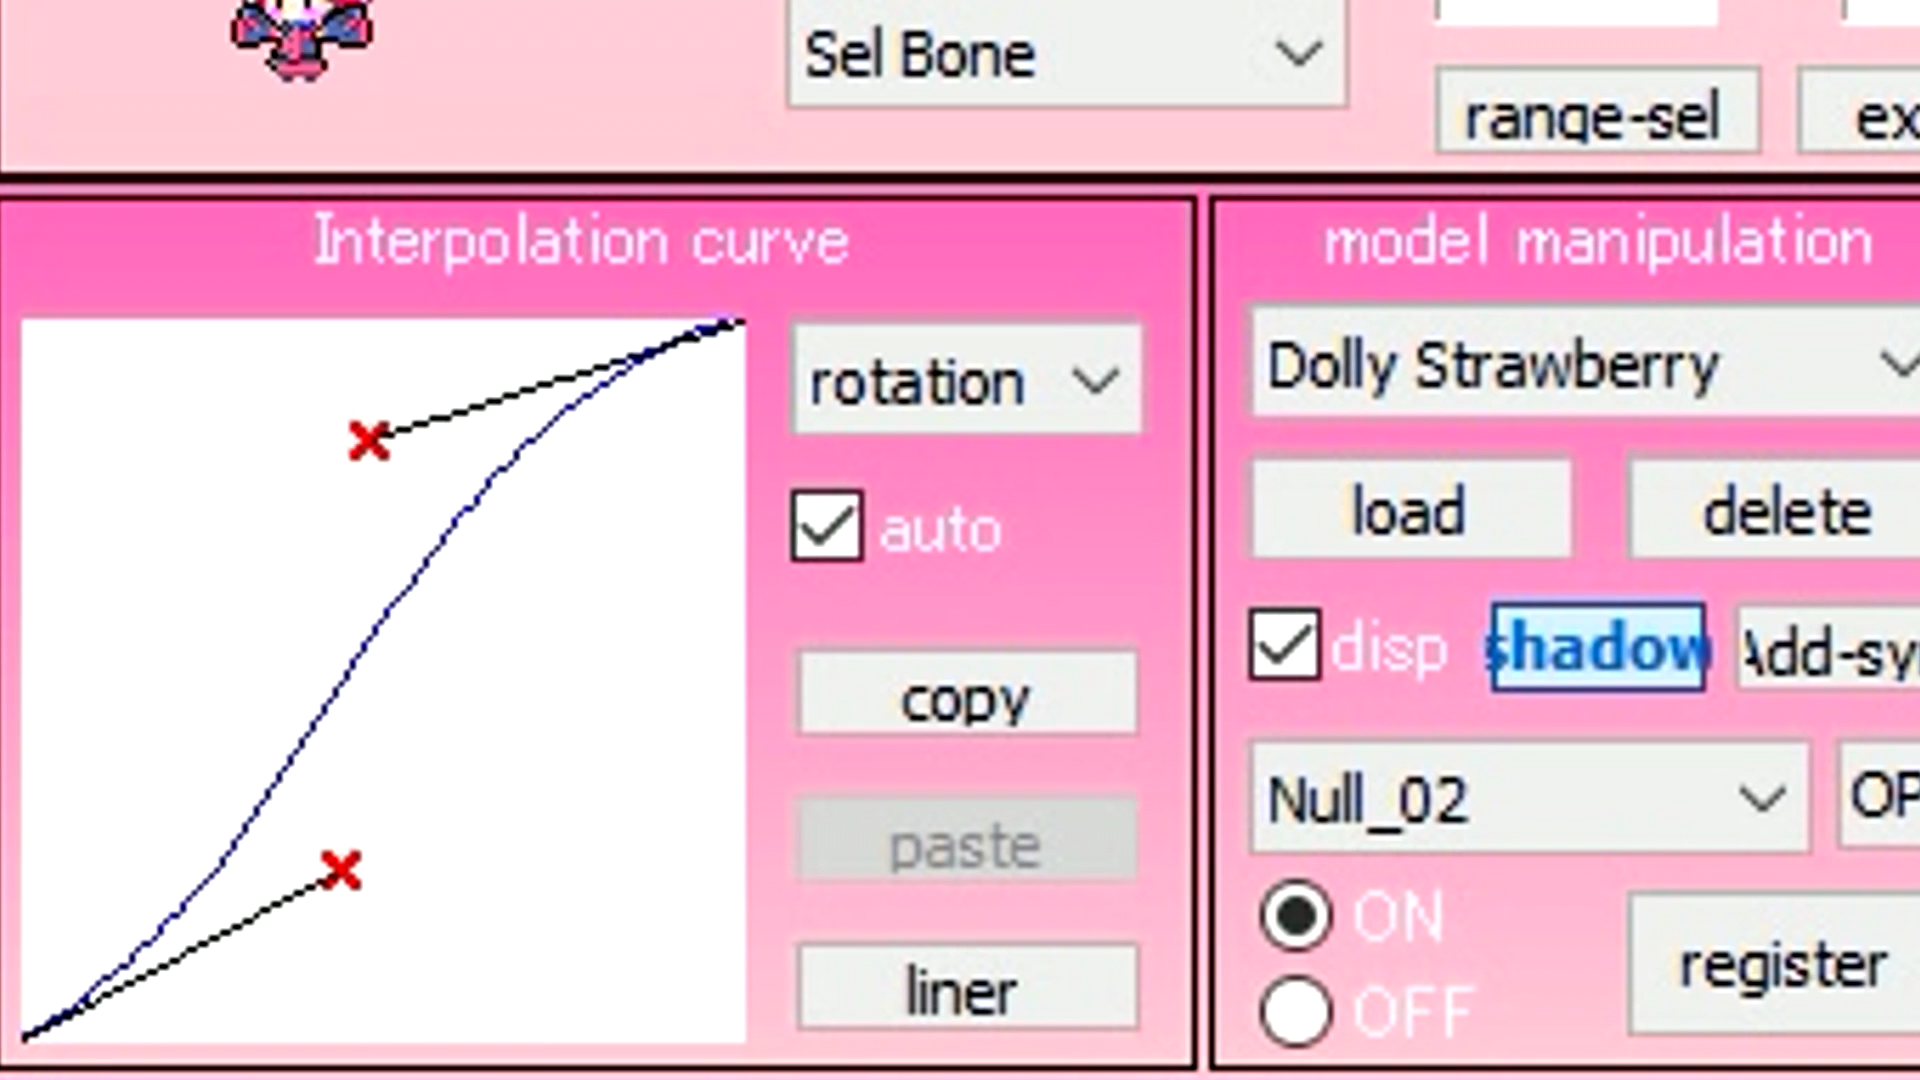 Sel Bone
range-sel
Interpolation curve
rotation
auto
copy
paste
liner
model manipulation
Dolly Strawberry
load delete
disp shadow
Null_02
ON
OFF
register